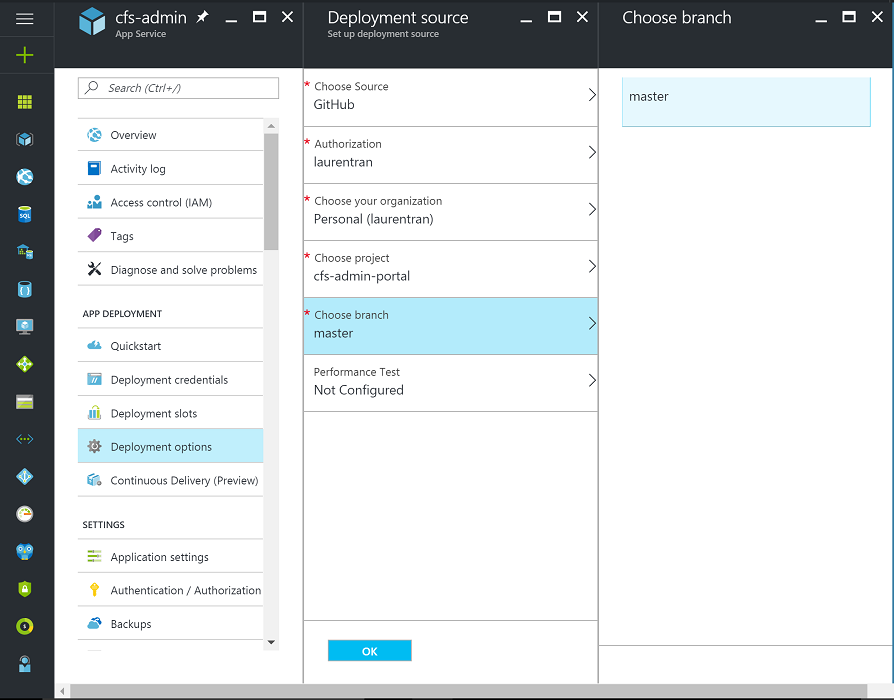 cfs-admin
App Service
Search (Ctrl+/)
Overview
Activity log
Access control (IAM)
Tags
Diagnose and solve problems
APP DEPLOYMENT
Quickstart
Deployment credentials
Deployment slots
Deployment options
Continuous Delivery (Preview)
SETTINGS
Application settings
Authentication / Authorization
Backups
Deployment source
Set up deployment source
* Choose Source
GitHub
* Authorization
laurentran
* Choose your organization
Personal (laurentran)
* Choose project
cfs-admin-portal
* Choose branch
master
Performance Test
Not Configured
OK
Choose branch
master